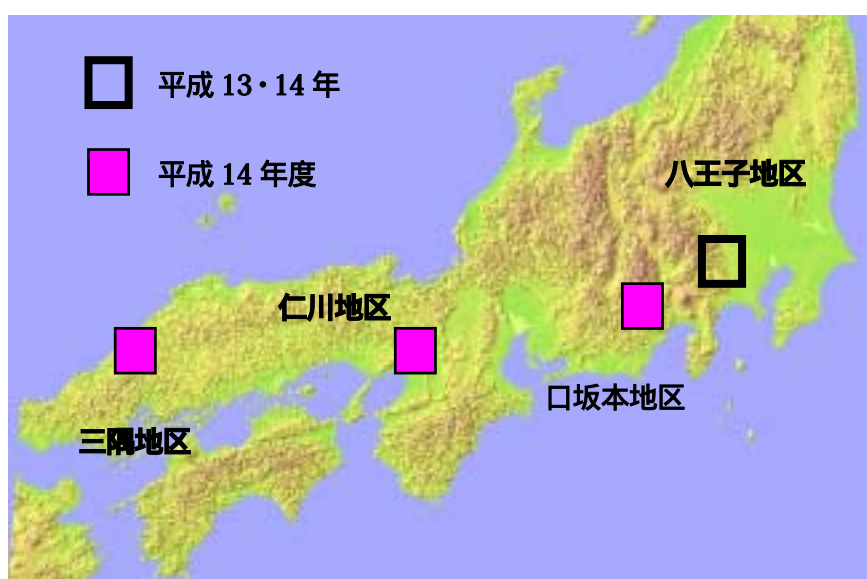 平成 13・14 年
平成 14 年度
八王子地区
仁川地区
口坂本地区
三隅地区